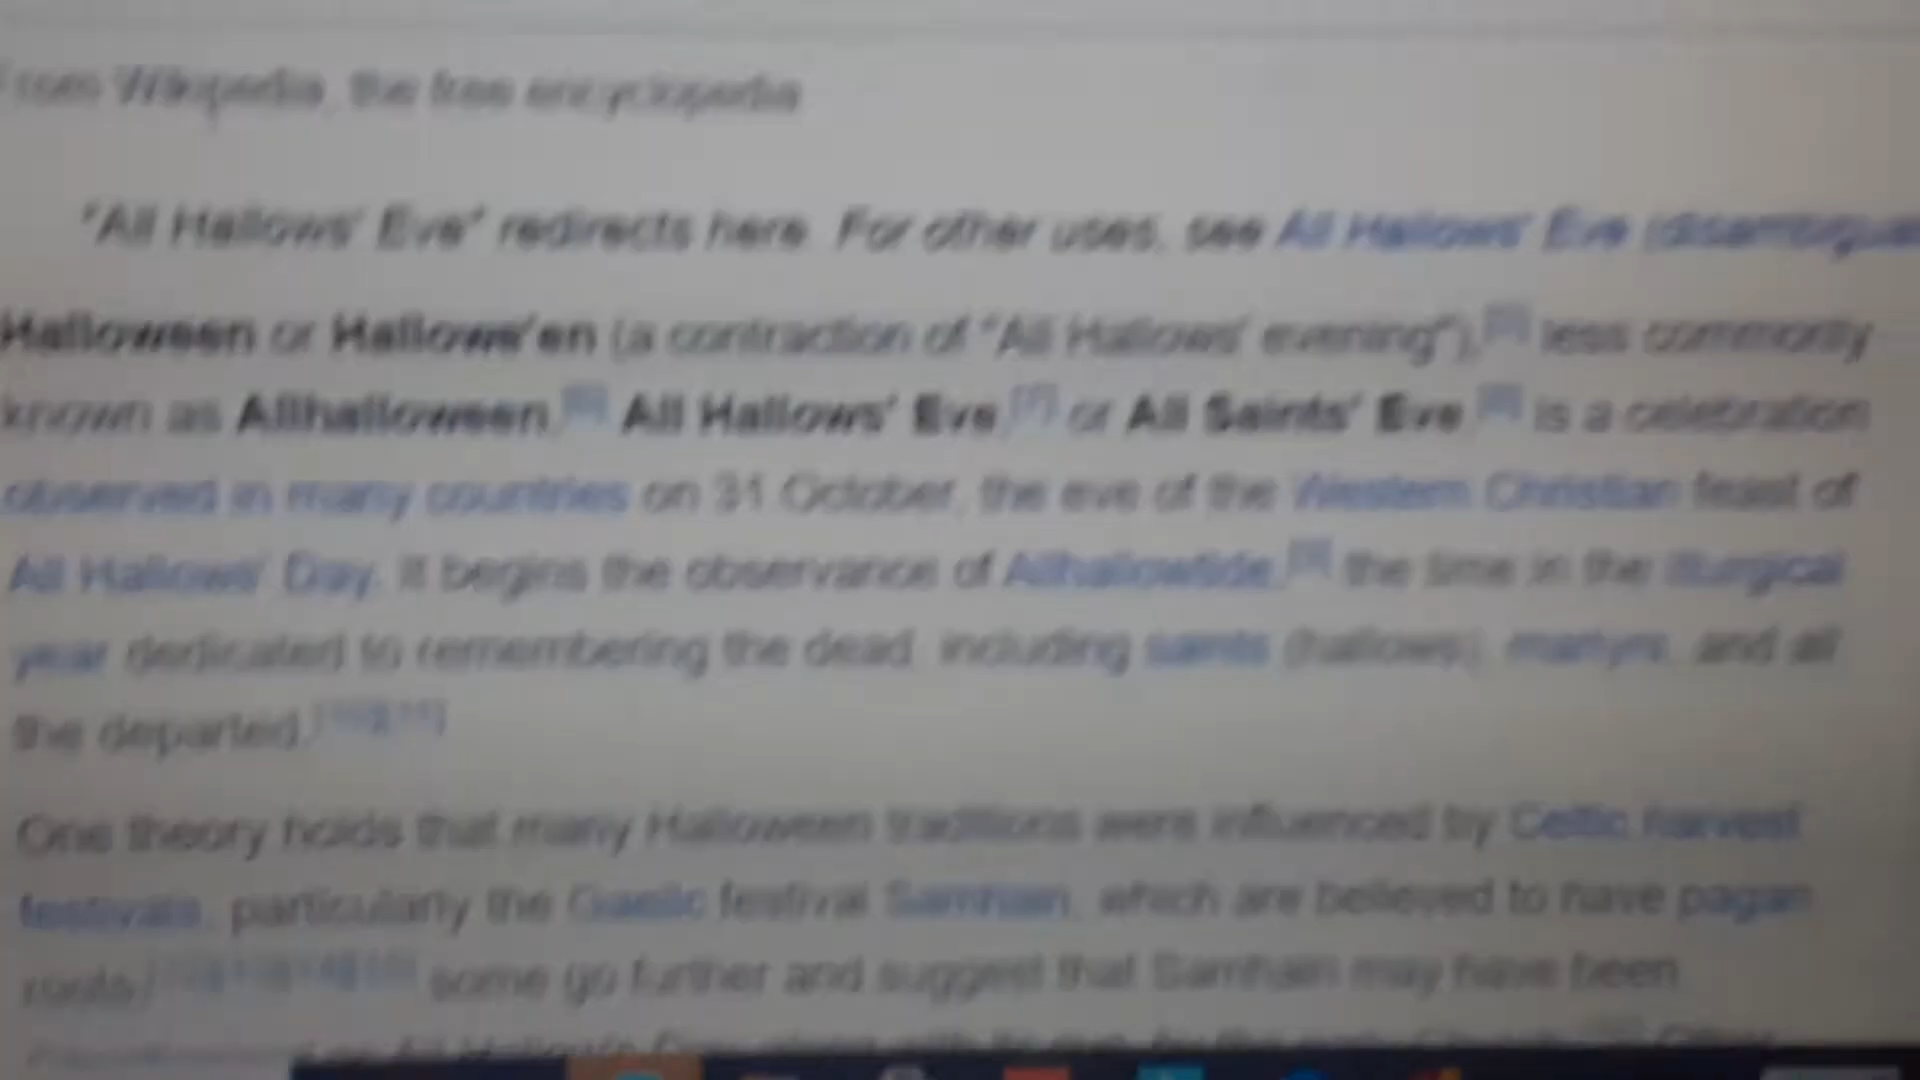 From Wikipedia, the free encyclopedia
"All Hallows' Eve" redirects here. For other uses, see All Hallows' Eve
Halloween or Hallowe'en (a contraction of "All Hallows' evening"), less commonly
known as Allhalloween, All Hallows' Eve,[7] or All Saints' Eve, is a celebration
observed in many countries on 31 October, the eve of the Western Christian feast of
All Hallows' Day. It begins the observance of Allhallowtide, the time in the liturgical
year dedicated to remembering the dead, including saints (hallows), martyrs, and all
the departed.
One theory holds that many Halloween traditions were influenced by Celtic harvest
festivals, particularly the Gaelic festival Samhain, which are believed to have pagan
roots; some go further and suggest that Samhain may have been